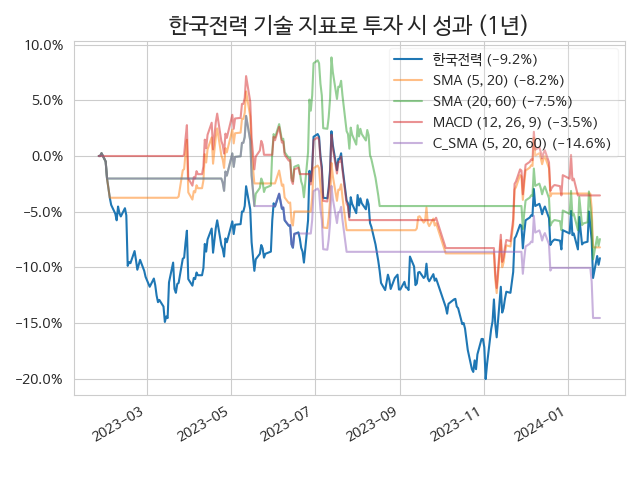 한국전력 기술 지표로 투자 시 성과 (1년)
10.0%
5.0%
0.0%
−5.0%
−10.0%
−15.0%
−20.0%
한국전력 (−9.2%)
SMA (5, 20) (−8.2%)
SMA (20, 60) (−7.5%)
MACD (12, 26, 9) (−3.5%)
C_SMA (5, 20, 60) (−14.6%)
2023−03
2023−05
2023−07
2023−09
2023−11
2024−01